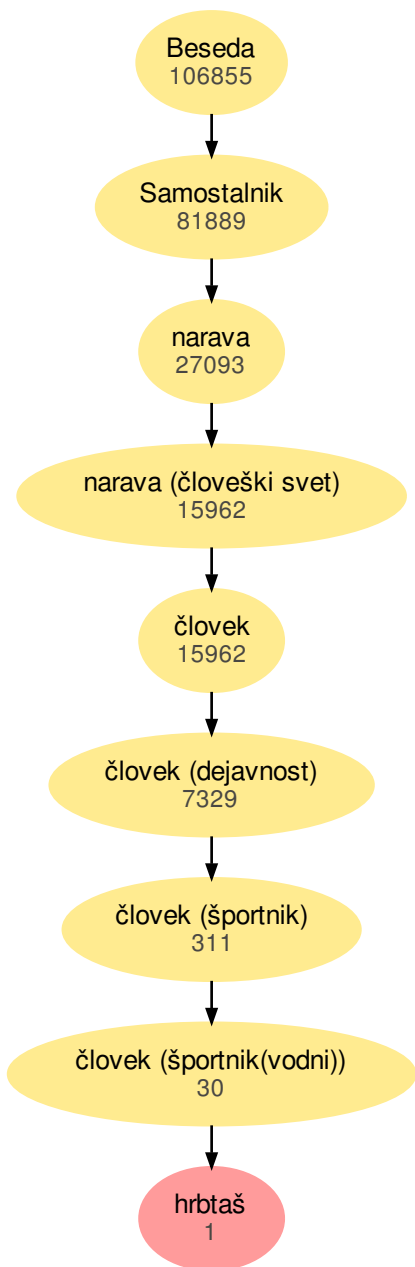 Beseda
106855
Samostalnik
81889
narava
27093
narava (človeški svet)
15962
človek
15962
človek (dejavnost)
7329
človek (športnik)
311
človek (športnik(vodni))
30
hrbtaš
1